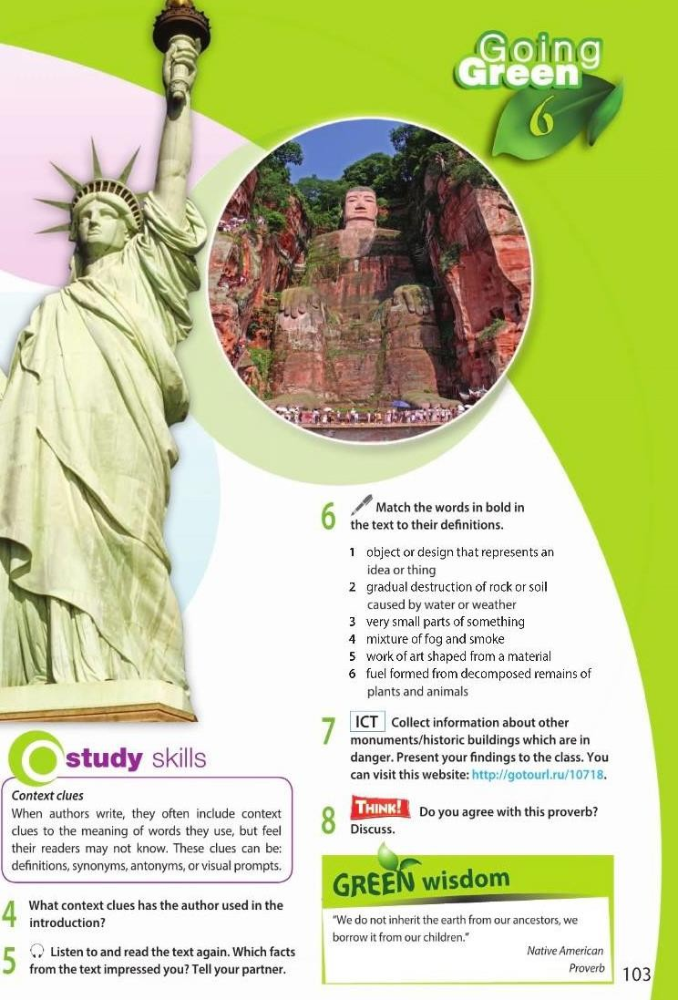 Going
Green
6
6 Match the words in bold in
the text to their definitions.
1 object or design that represents an
idea or thing
2 gradual destruction of rock or soil
caused by water or weather
3 very small parts of something
4 mixture of fog and smoke
5 work of art shaped from a material
6 fuel formed from decomposed remains of
plants and animals
7 ICT Collect information about other
monuments/historic buildings which are in
danger. Present your findings to the class. You
can visit this website: http://gotourl.ru/10718.
8 THINK! Do you agree with this proverb?
Discuss.
GREEN wisdom
“We do not inherit the earth from our ancestors, we
borrow it from our children.”
Native American
Proverb
study skills
Context clues
When authors write, they often include context
clues to the meaning of words they use, but feel
their readers may not know. These clues can be:
definitions, synonyms, antonyms, or visual prompts.
4 What context clues has the author used in the
introduction?
5 Listen to and read the text again. Which facts
from the text impressed you? Tell your partner.
103